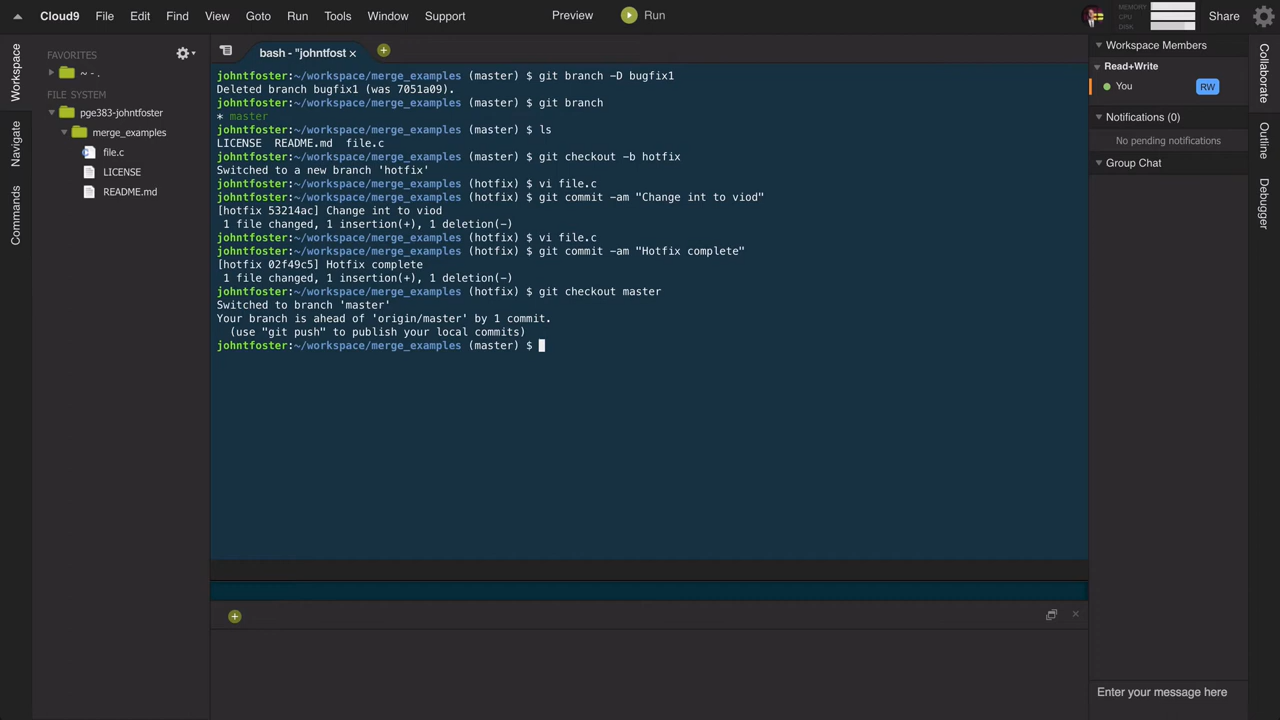 Cloud9 File Edit Find View Goto Run Tools Window Support Preview Run MEMORY CPU DISK Share
Workspace
Navigate
Commands
FAVORITES
~ - .
FILE SYSTEM
pge383-johntfoster
merge_examples
file.c
LICENSE
README.md
bash - "johntfost ×
johntfoster:~/workspace/merge_examples (master) $ git branch -D bugfix1
Deleted branch bugfix1 (was 7051a09).
johntfoster:~/workspace/merge_examples (master) $ git branch
* master
johntfoster:~/workspace/merge_examples (master) $ ls
LICENSE  README.md  file.c
johntfoster:~/workspace/merge_examples (master) $ git checkout -b hotfix
Switched to a new branch 'hotfix'
johntfoster:~/workspace/merge_examples (hotfix) $ vi file.c
johntfoster:~/workspace/merge_examples (hotfix) $ git commit -am "Change int to viod"
[hotfix 53214ac] Change int to viod
 1 file changed, 1 insertion(+), 1 deletion(-)
johntfoster:~/workspace/merge_examples (hotfix) $ vi file.c
johntfoster:~/workspace/merge_examples (hotfix) $ git commit -am "Hotfix complete"
[hotfix 02f49c5] Hotfix complete
 1 file changed, 1 insertion(+), 1 deletion(-)
johntfoster:~/workspace/merge_examples (hotfix) $ git checkout master
Switched to branch 'master'
Your branch is ahead of 'origin/master' by 1 commit.
  (use "git push" to publish your local commits)
johntfoster:~/workspace/merge_examples (master) $
Workspace Members
Read+Write
You RW
Notifications (0)
No pending notifications
Group Chat
Enter your message here
Collaborate
Outline
Debugger